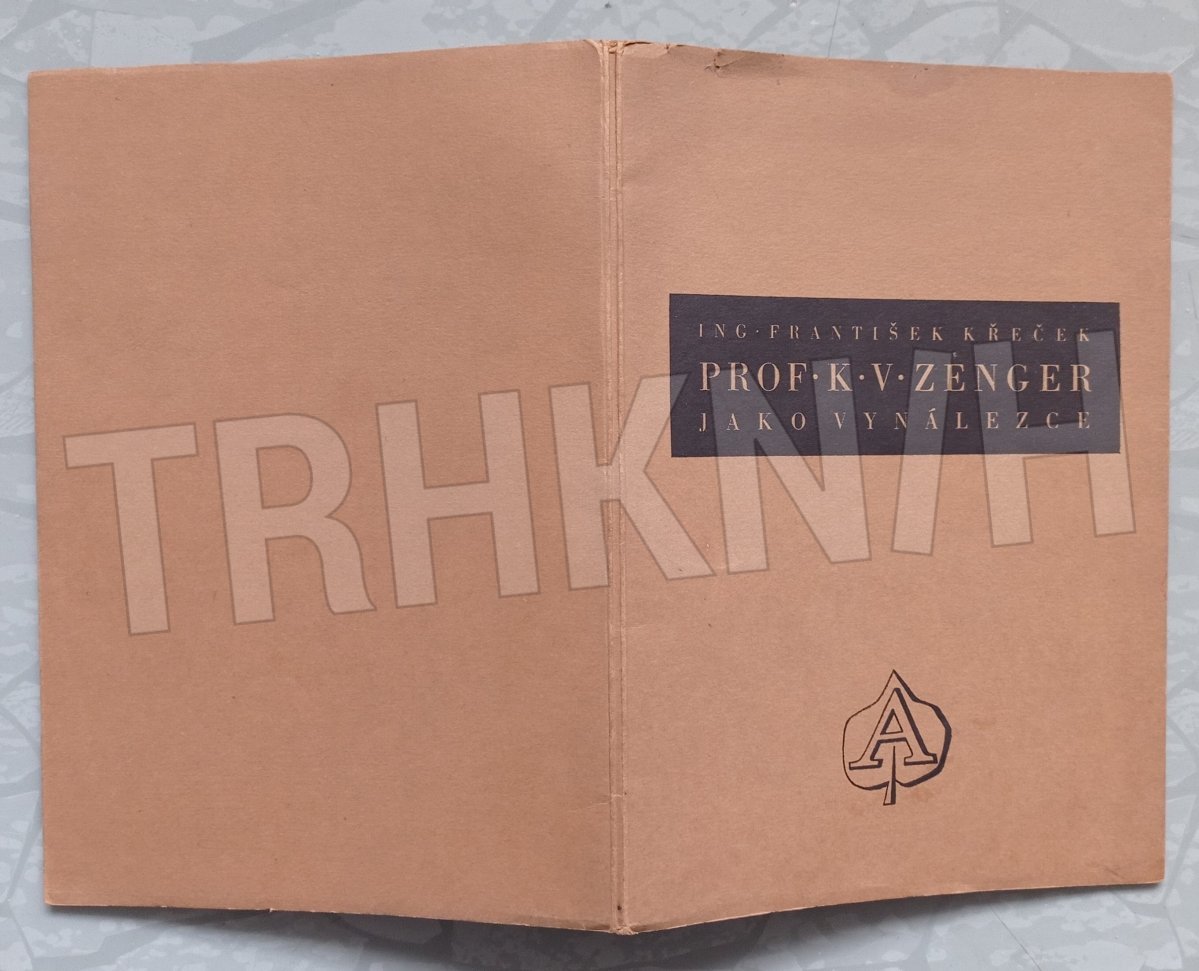 ING·FRANTIŠEK KŘEČEK
PROF·K·V·ZENGER
JAKO VYNÁLEZCE
TRHKNIH
A